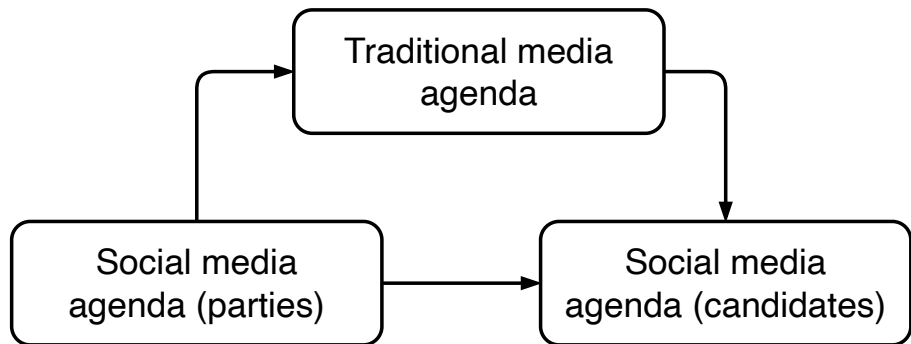 Traditional media
agenda
Social media
agenda (parties)
Social media
agenda (candidates)